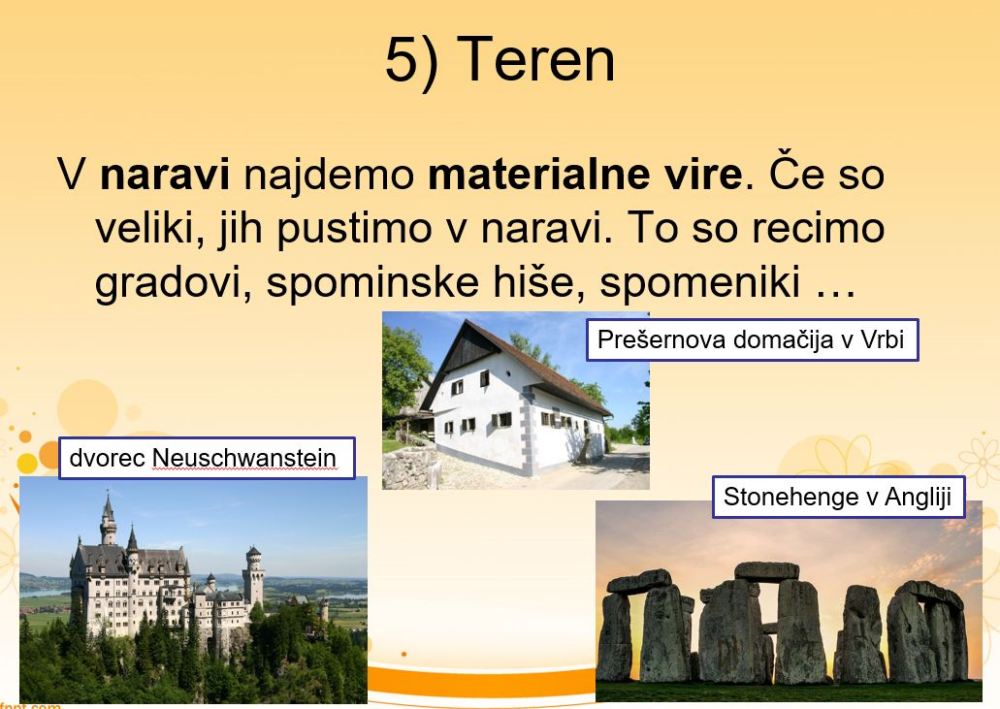 5) Teren
V naravi najdemo materialne vire. Če so
veliki, jih pustimo v naravi. To so recimo
gradovi, spominske hiše, spomeniki …
Prešernova domačija v Vrbi
dvorec Neuschwanstein
Stonehenge v Angliji
fppt.com